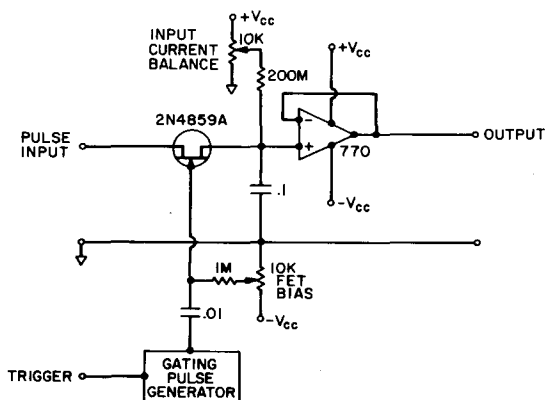 +Vcc
INPUT
CURRENT
BALANCE
10K
200M
+Vcc
2N4859A
PULSE
INPUT
-
+
770
OUTPUT
.1
-Vcc
1M
10K
FET
BIAS
-Vcc
.01
TRIGGER
GATING
PULSE
GENERATOR